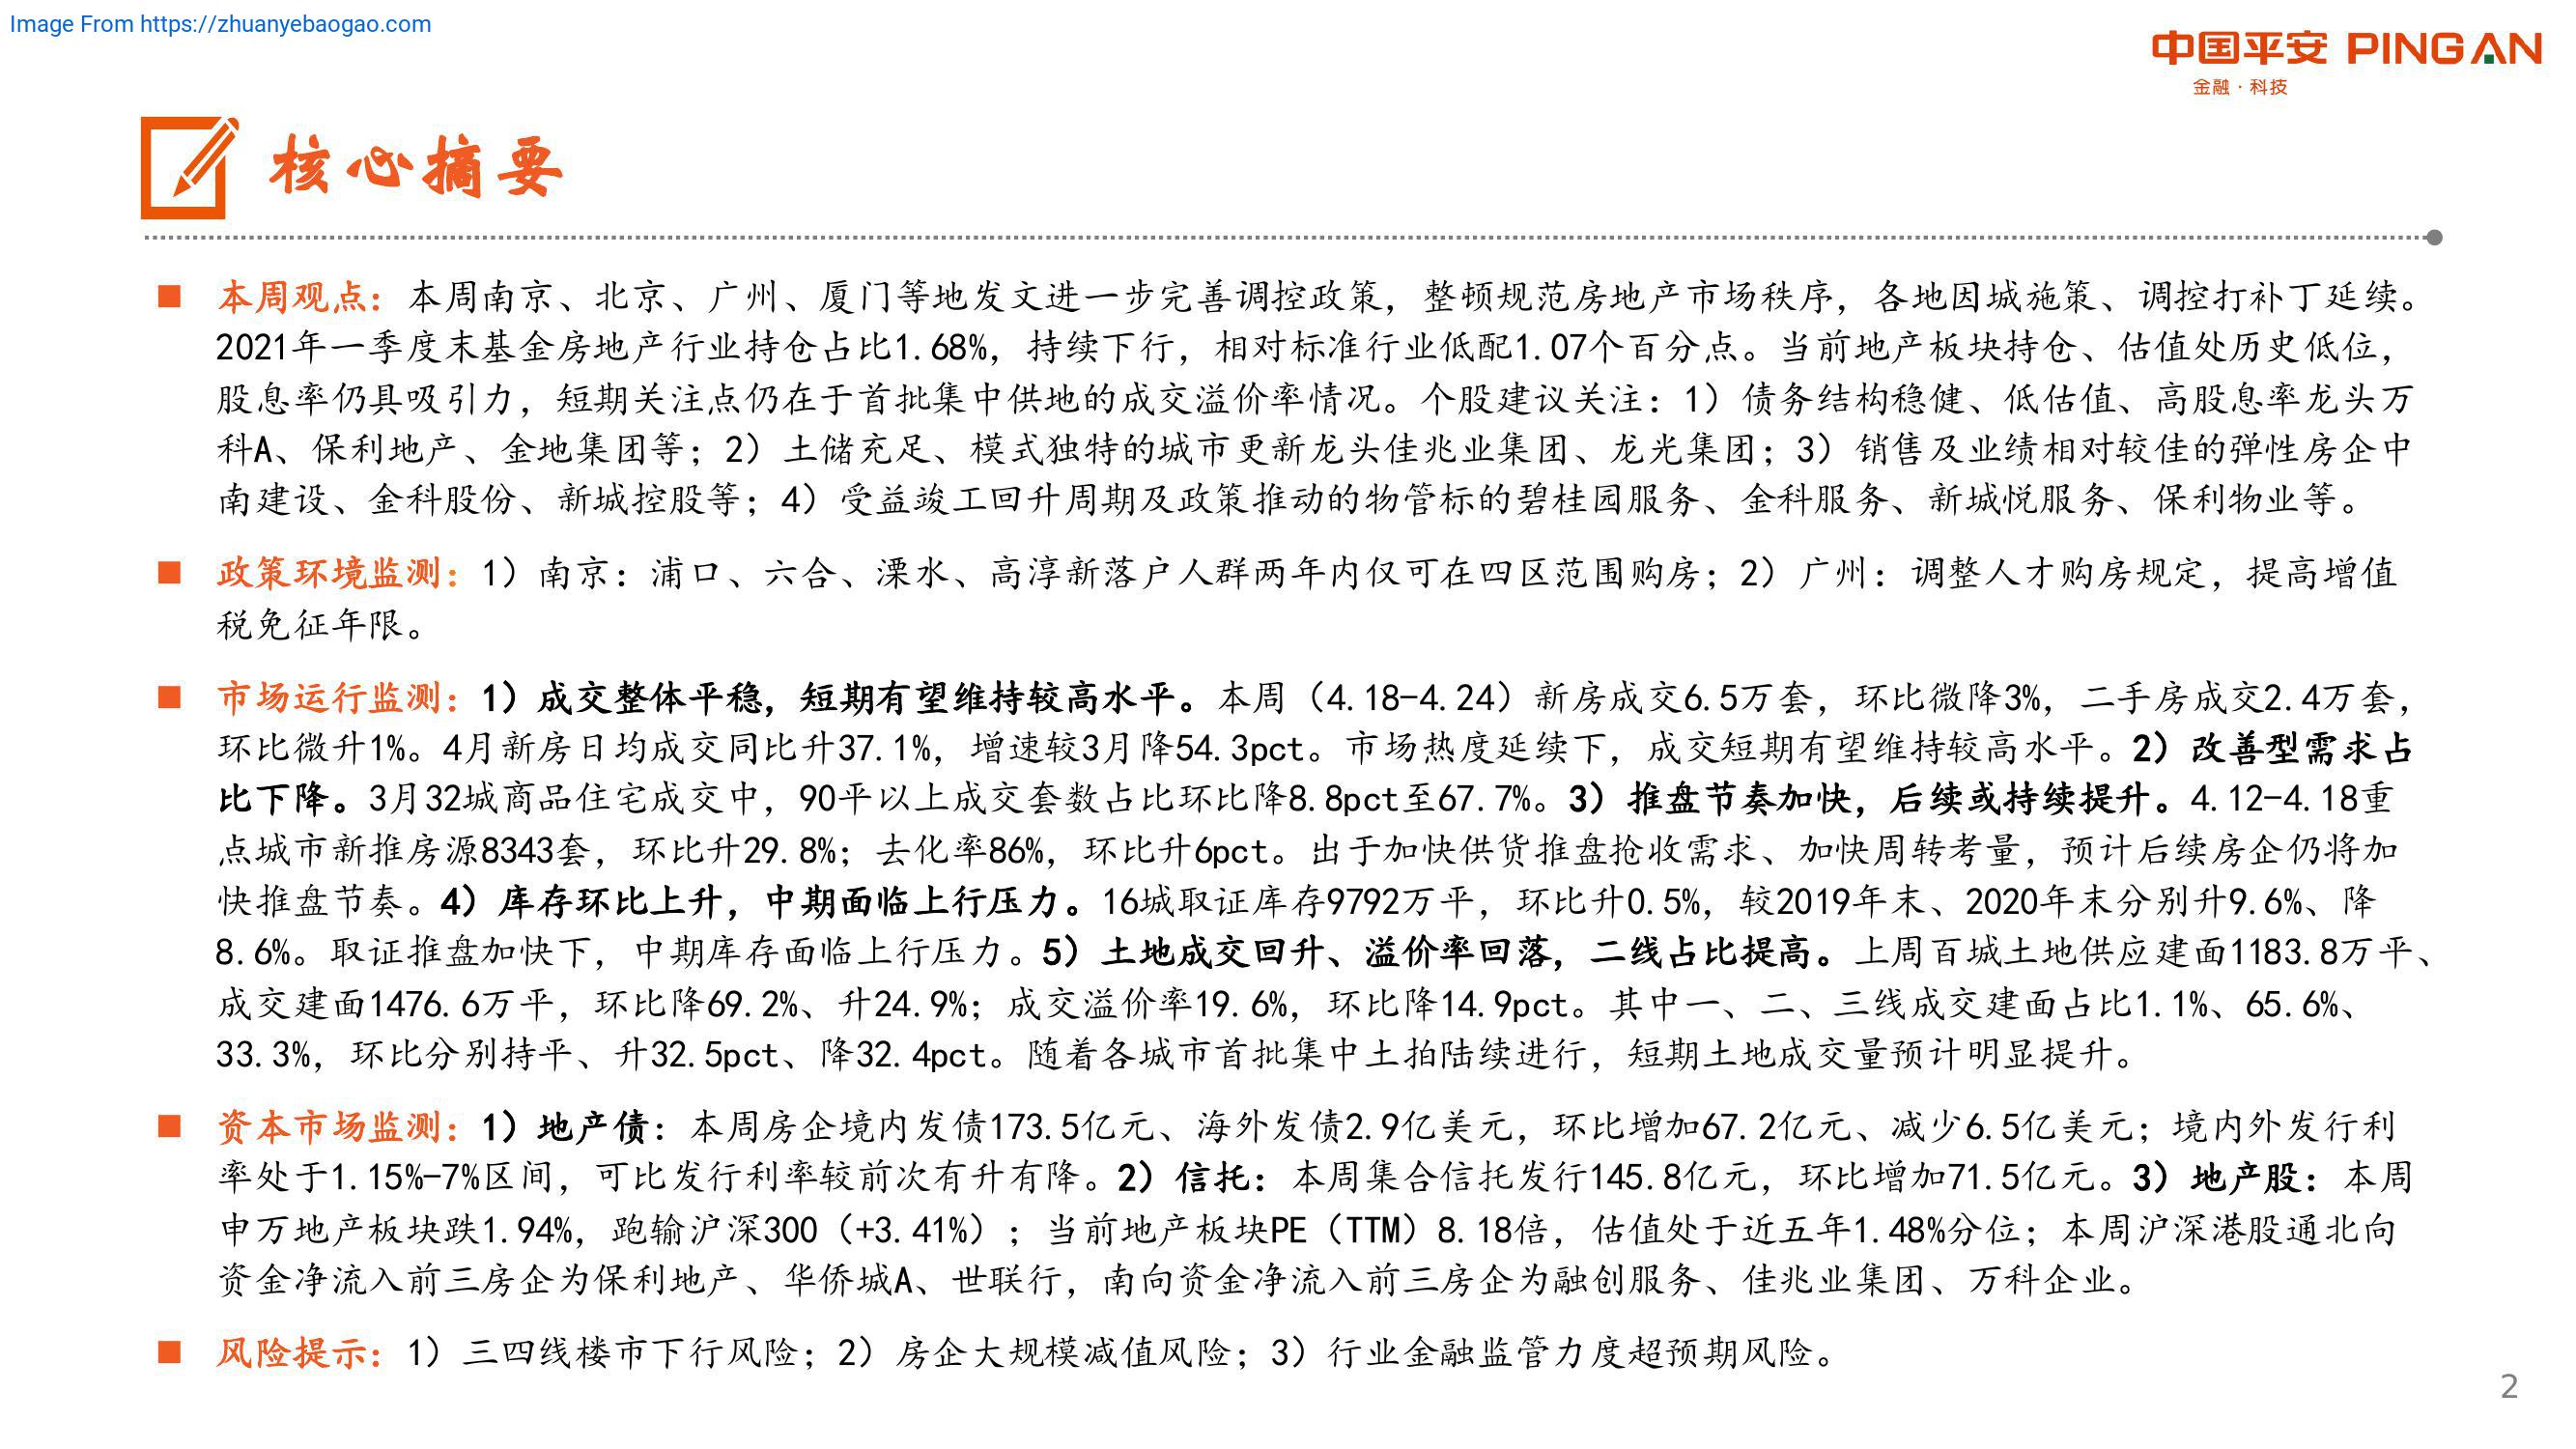 Image From https://zhuanyebaogao.com
中国平安 PINGAN
金融·科技
核心摘要
本周观点：本周南京、北京、广州、厦门等地发文进一步完善调控政策，整顿规范房地产市场秩序，各地因城施策、调控打补丁延续。
2021年一季度末基金房地产行业持仓占比1.68%，持续下行，相对标准行业低配1.07个百分点。当前地产板块持仓、估值处历史低位，
股息率仍具吸引力，短期关注点仍在于首批集中供地的成交溢价率情况。个股建议关注：1）债务结构稳健、低估值、高股息率龙头万
科A、保利地产、金地集团等；2）土储充足、模式独特的城市更新龙头佳兆业集团、龙光集团；3）销售及业绩相对较佳的弹性房企中
南建设、金科股份、新城控股等；4）受益竣工回升周期及政策推动的物管标的碧桂园服务、金科服务、新城悦服务、保利物业等。
政策环境监测：1）南京：浦口、六合、溧水、高淳新落户人群两年内仅可在四区范围购房；2）广州：调整人才购房规定，提高增值
税免征年限。
市场运行监测：1）成交整体平稳，短期有望维持较高水平。本周（4.18-4.24）新房成交6.5万套，环比微降3%，二手房成交2.4万套，
环比微升1%。4月新房日均成交同比升37.1%，增速较3月降54.3pct。市场热度延续下，成交短期有望维持较高水平。2）改善型需求占
比下降。3月32城商品住宅成交中，90平以上成交套数占比环比降8.8pct至67.7%。3）推盘节奏加快，后续或持续提升。4.12-4.18重
点城市新推房源8343套，环比升29.8%；去化率86%，环比升6pct。出于加快供货推盘抢收需求、加快周转考量，预计后续房企仍将加
快推盘节奏。4）库存环比上升，中期面临上行压力。16城取证库存9792万平，环比升0.5%，较2019年末、2020年末分别升9.6%、降
8.6%。取证推盘加快下，中期库存面临上行压力。5）土地成交回升、溢价率回落，二线占比提高。上周百城土地供应建面1183.8万平、
成交建面1476.6万平，环比降69.2%、升24.9%；成交溢价率19.6%，环比降14.9pct。其中一、二、三线成交建面占比1.1%、65.6%、
33.3%，环比分别持平、升32.5pct、降32.4pct。随着各城市首批集中土拍陆续进行，短期土地成交量预计明显提升。
资本市场监测：1）地产债：本周房企境内发债173.5亿元、海外发债2.9亿美元，环比增加67.2亿元、减少6.5亿美元；境内外发行利
率处于1.15%-7%区间，可比发行利率较前次有升有降。2）信托：本周集合信托发行145.8亿元，环比增加71.5亿元。3）地产股：本周
申万地产板块跌1.94%，跑输沪深300（+3.41%）；当前地产板块PE（TTM）8.18倍，估值处于近五年1.48%分位；本周沪深港股通北向
资金净流入前三房企为保利地产、华侨城A、世联行，南向资金净流入前三房企为融创服务、佳兆业集团、万科企业。
风险提示：1）三四线楼市下行风险；2）房企大规模减值风险；3）行业金融监管力度超预期风险。
2